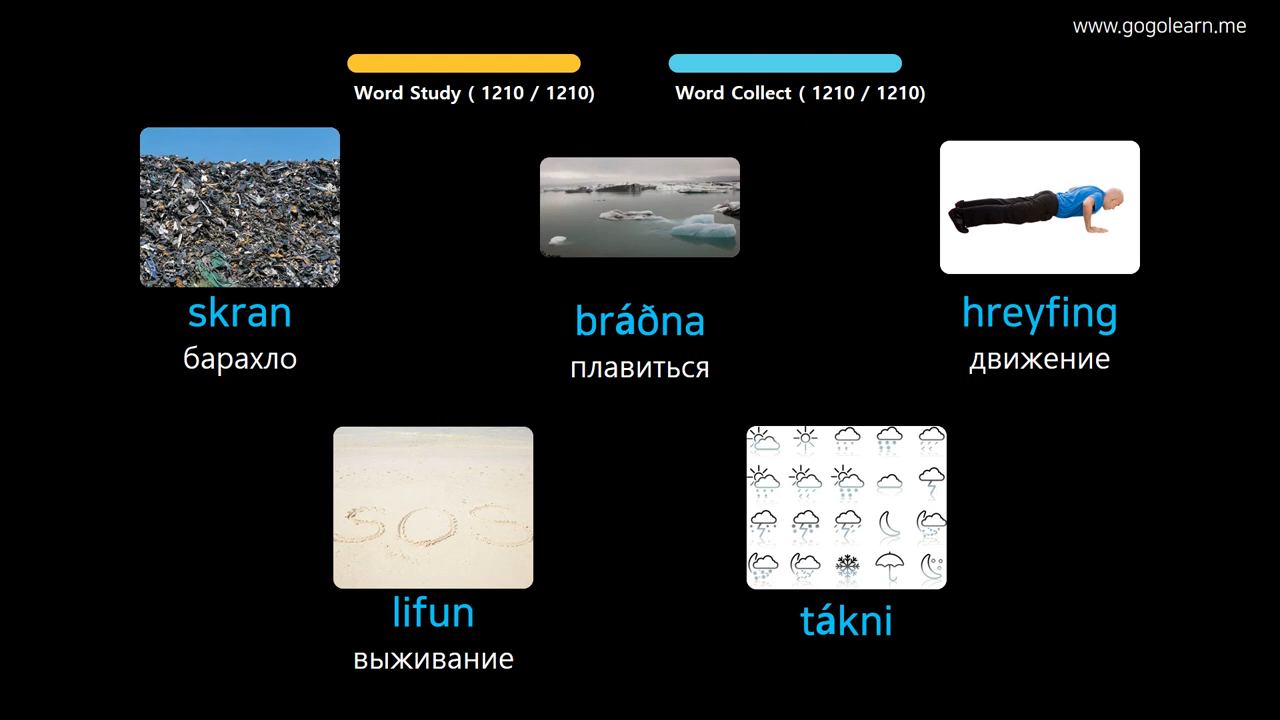 www.gogolearn.me
Word Study ( 1210 / 1210)
Word Collect ( 1210 / 1210)
skran
барахло
bráðna
плавиться
hreyfing
движение
SOS
lifun
выживание
tákni